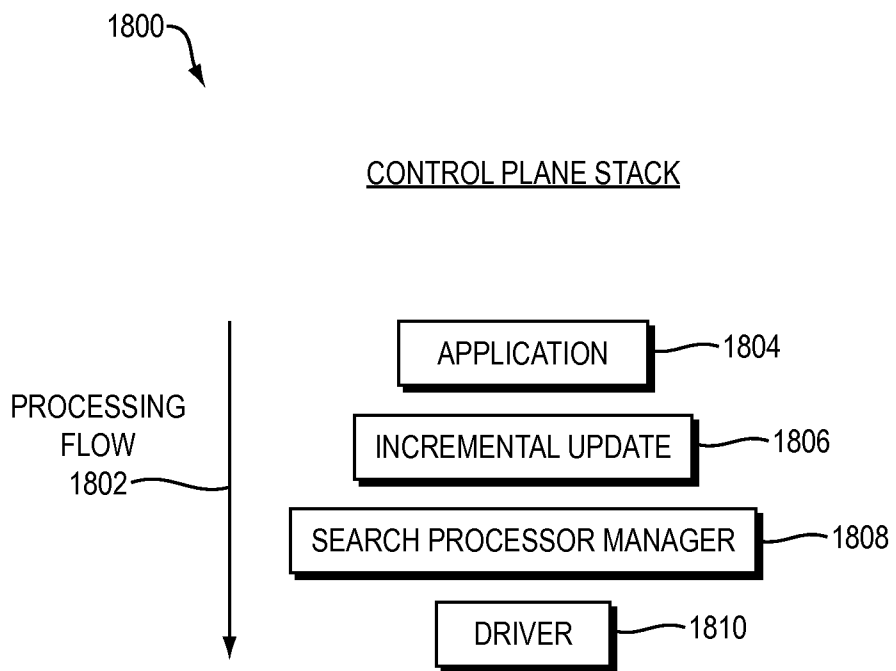 1800
CONTROL PLANE STACK
APPLICATION
1804
PROCESSING
FLOW
1802
INCREMENTAL UPDATE
1806
SEARCH PROCESSOR MANAGER
1808
DRIVER
1810